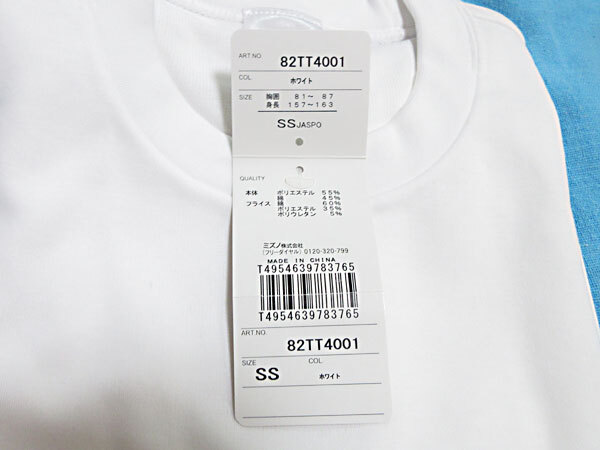 ART.NO. 82TT4001
COL. ホワイト
SIZE 胸囲 81～ 87
身長 157～163
SS JASPO
QUALITY
本体 ポリエステル 55%
綿 45%
フライス 綿 60%
ポリエステル 35%
ポリウレタン 5%
ミズノ株式会社
(フリーダイヤル)0120-320-799
MADE IN CHINA
T4954639783765
T4954639783765
ART.NO. 82TT4001
SIZE COL
SS ホワイト